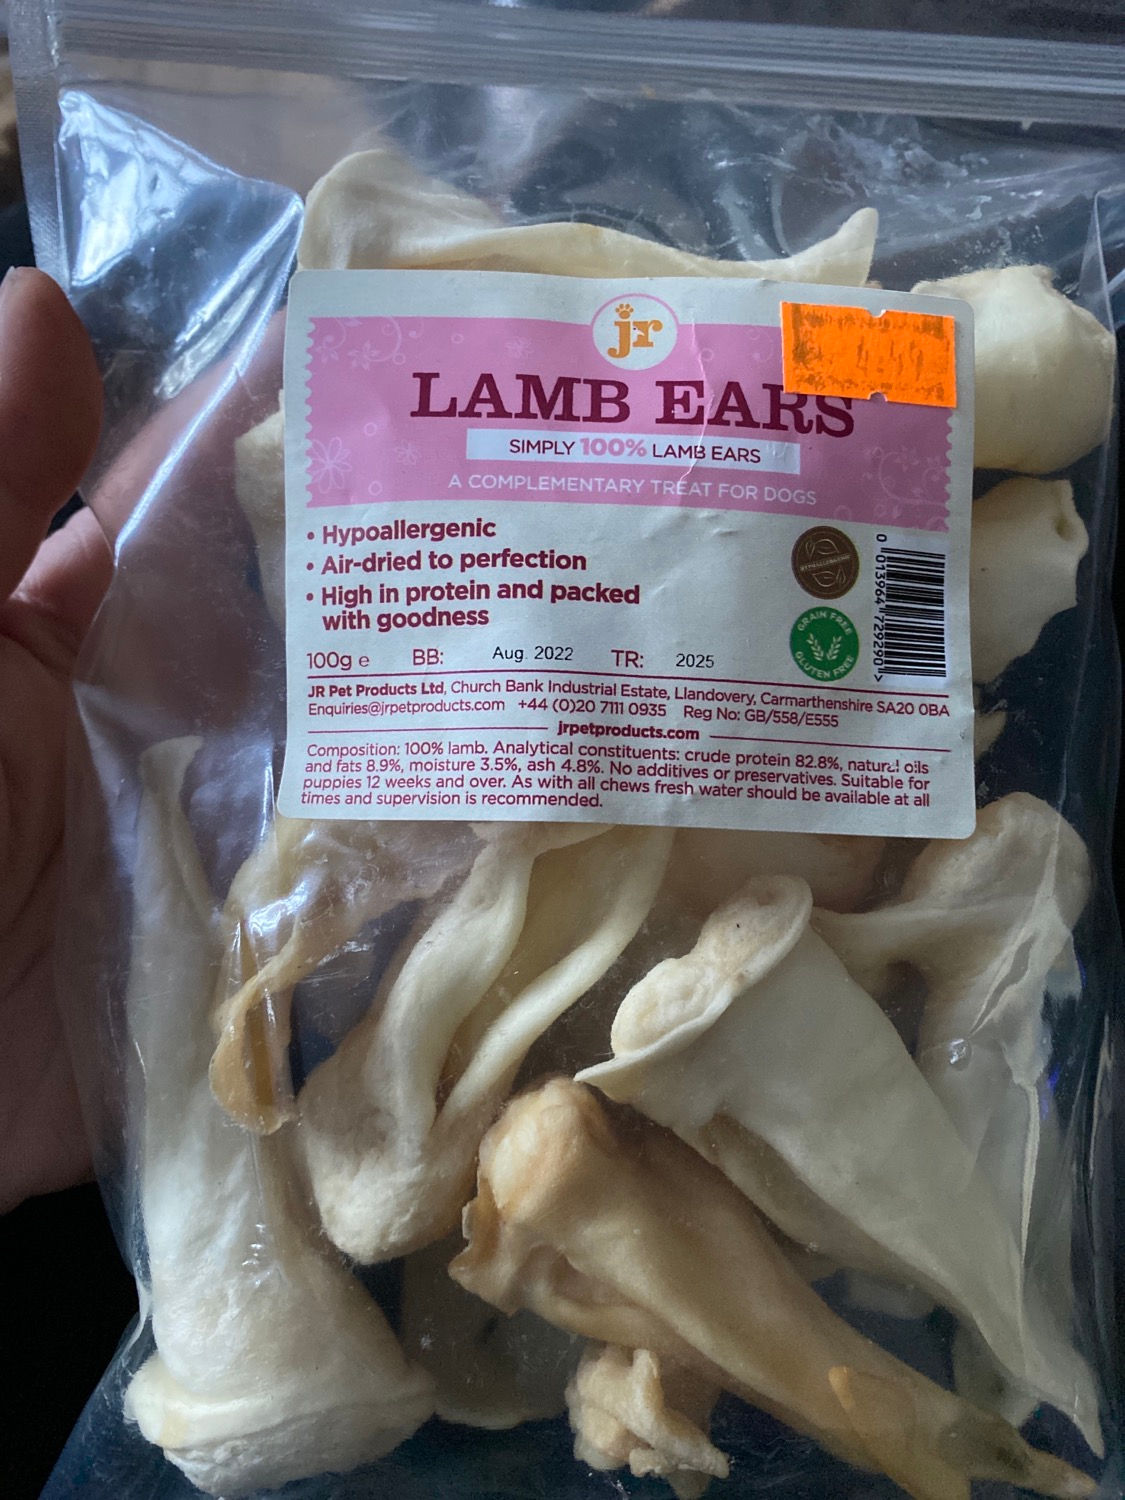 jr
LAMB EARS
SIMPLY 100% LAMB EARS
A COMPLEMENTARY TREAT FOR DOGS
• Hypoallergenic
• Air-dried to perfection
• High in protein and packed
with goodness
HYPOALLERGENIC
GRAIN FREE
GLUTEN FREE
0 013964 729290 >
100g e BB: Aug. 2022 TR: 2025
JR Pet Products Ltd, Church Bank Industrial Estate, Llandovery, Carmarthenshire SA20 0BA
Enquiries@jrpetproducts.com +44 (0)20 7111 0935 Reg No: GB/558/E555
jrpetproducts.com
Composition: 100% lamb. Analytical constituents: crude protein 82.8%, natural oils
and fats 8.9%, moisture 3.5%, ash 4.8%. No additives or preservatives. Suitable for
puppies 12 weeks and over. As with all chews fresh water should be available at all
times and supervision is recommended.